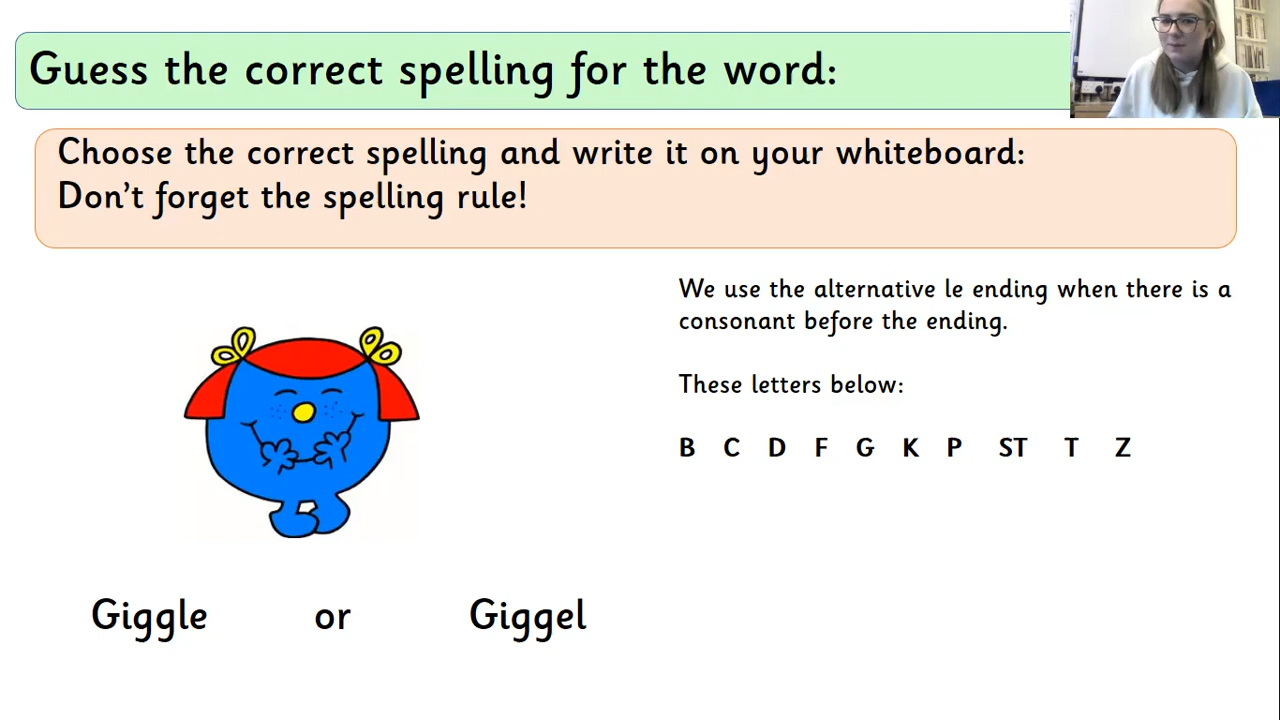 Guess the correct spelling for the word:
Choose the correct spelling and write it on your whiteboard:
Don't forget the spelling rule!
We use the alternative le ending when there is a
consonant before the ending.
These letters below:
B C D F G K P ST T Z
Giggle or Giggel